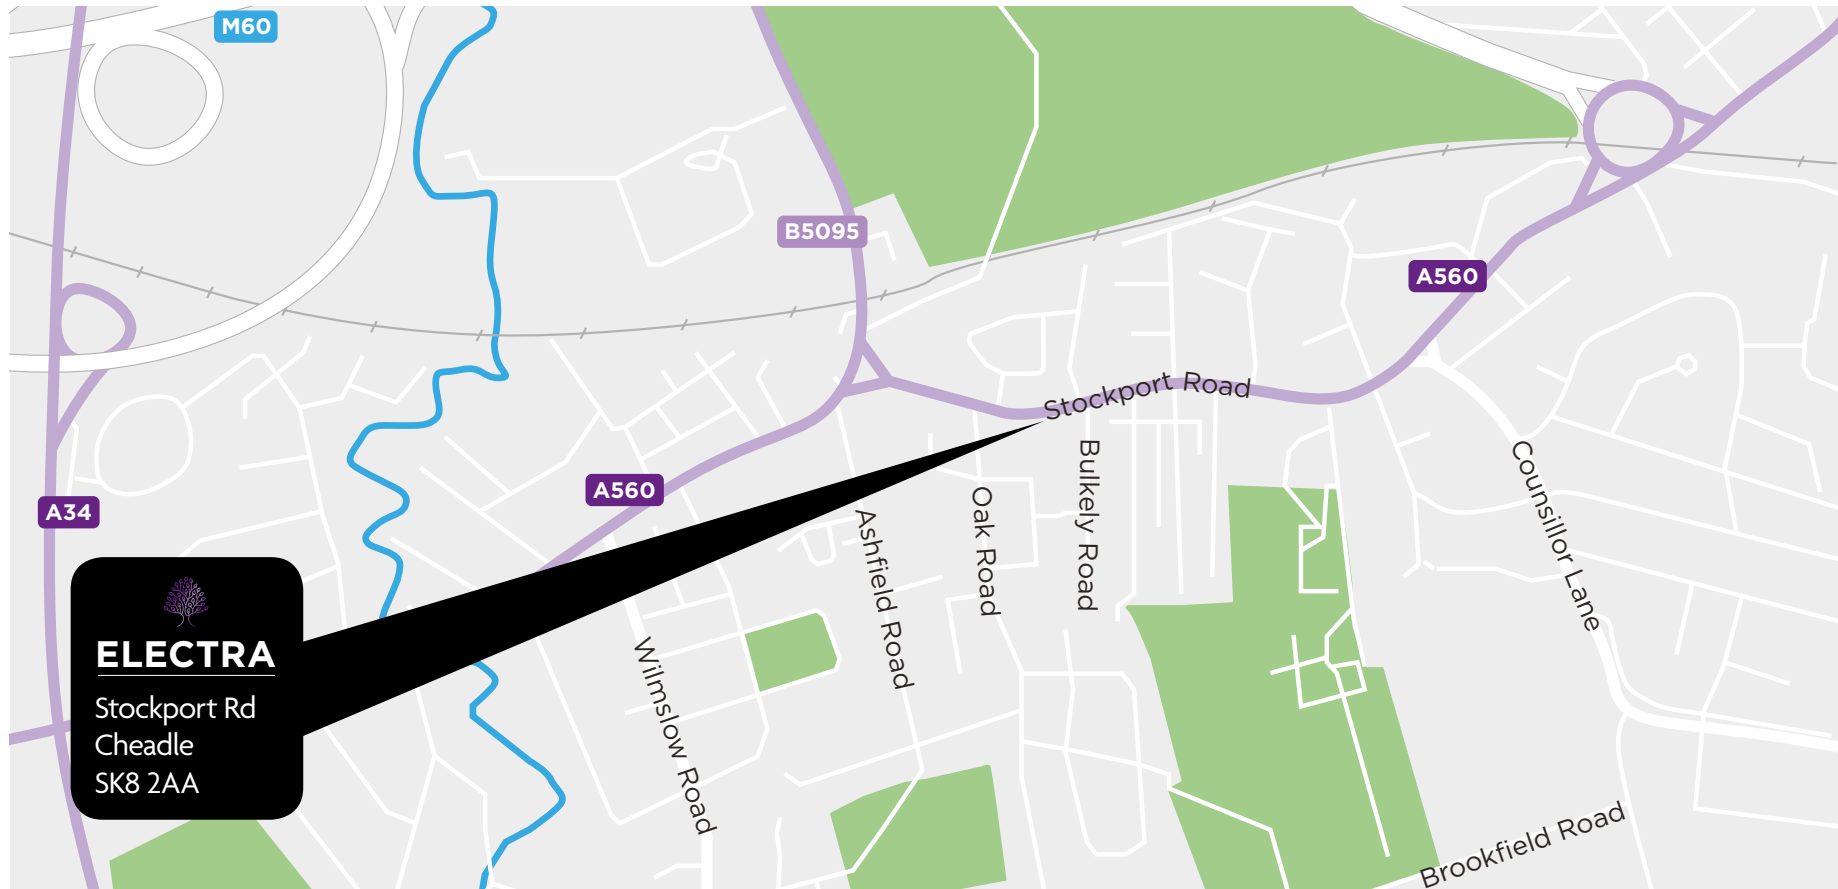 M60
B5095
A560
Stockport Road
A560
A34
Bulkely Road
Oak Road
Ashfield Road
Counsillor Lane
Wilmslow Road
Brookfield Road
ELECTRA
Stockport Rd
Cheadle
SK8 2AA